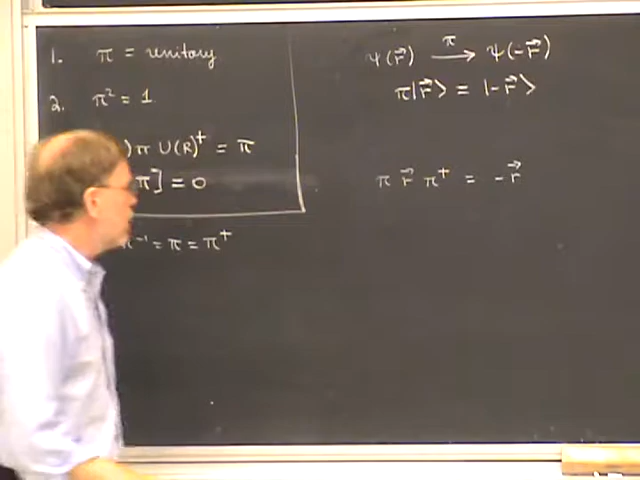 1. π = unitary
2. π² = 1
)π U(R)† = π
π] = 0
π⁻¹ = π = π†
ψ(r⃗) —π→ ψ(-r⃗)
π|r⃗⟩ = |-r⃗⟩
π r⃗ π† = -r⃗